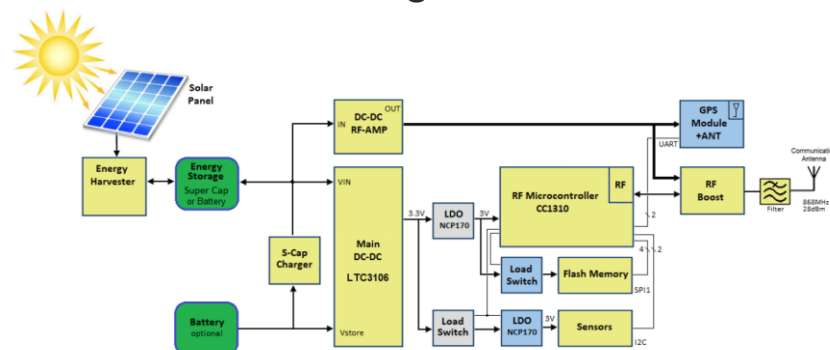 Solar
Panel
Energy
Harvester
Energy
Storage
Super Cap
or Battery
DC-DC
RF-AMP
IN
OUT
GPS
Module
+ANT
UART
VIN
Main
DC-DC
LTC3106
Vstore
S-Cap
Charger
Battery
optional
3.3V
LDO
NCP170
3V
RF Microcontroller
CC1310
RF
2
4
2
RF
Boost
Filter
Antenna
868MHz
28dBm
Load
Switch
Flash Memory
SPI1
Load
Switch
LDO
NCP170
3V
Sensors
I2C